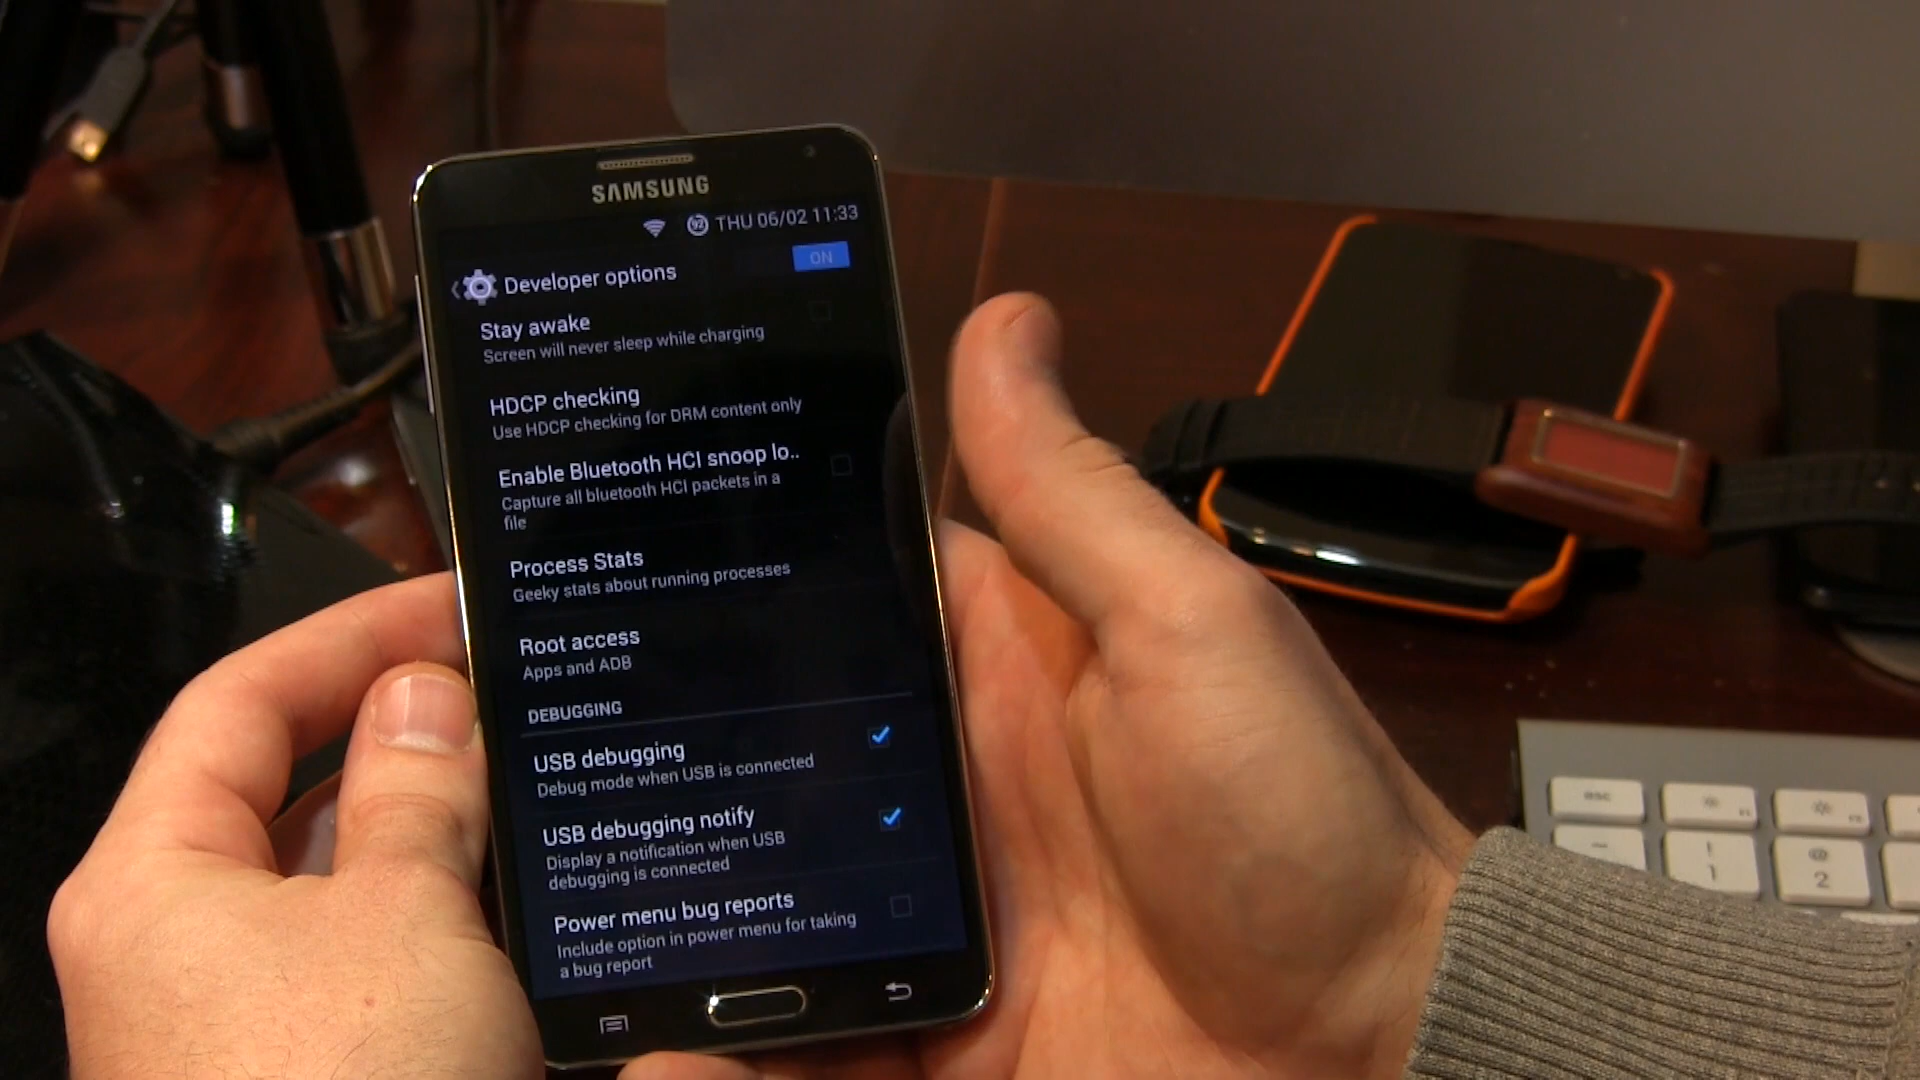 SAMSUNG
92 THU 06/02 11:33
Developer options
ON
Stay awake
Screen will never sleep while charging
HDCP checking
Use HDCP checking for DRM content only
Enable Bluetooth HCI snoop lo..
Capture all bluetooth HCI packets in a
file
Process Stats
Geeky stats about running processes
Root access
Apps and ADB
DEBUGGING
USB debugging
Debug mode when USB is connected
USB debugging notify
Display a notification when USB
debugging is connected
Power menu bug reports
Include option in power menu for taking
a bug report
esc
!
1
@
2